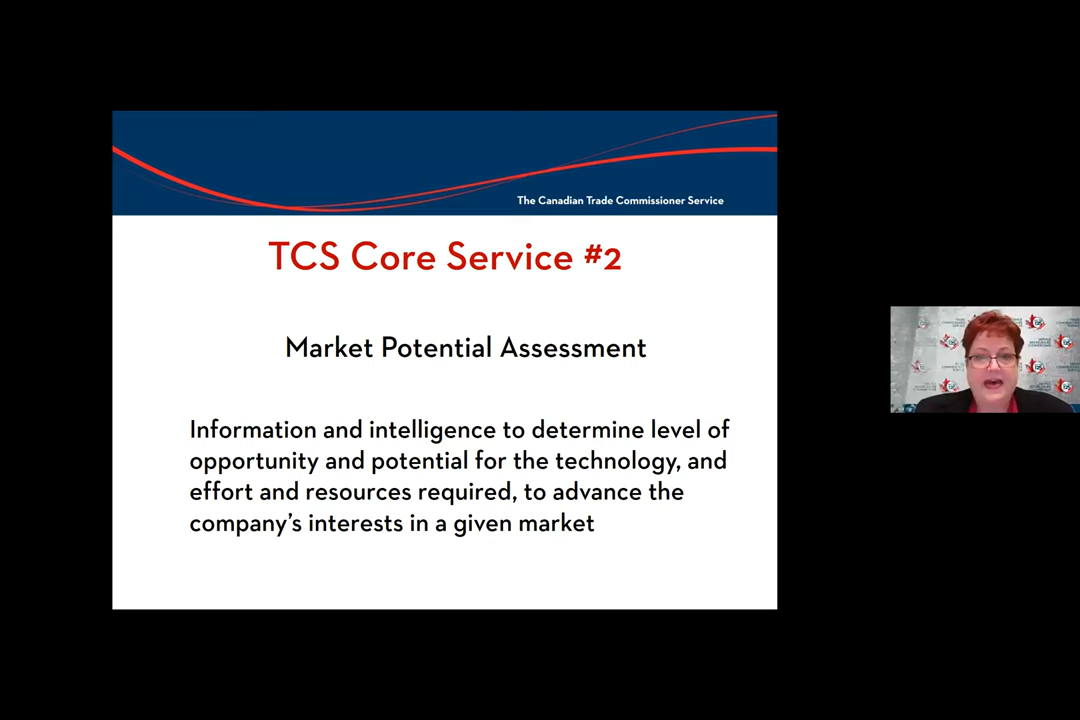 The Canadian Trade Commissioner Service
TCS Core Service #2
Market Potential Assessment
Information and intelligence to determine level of
opportunity and potential for the technology, and
effort and resources required, to advance the
company's interests in a given market